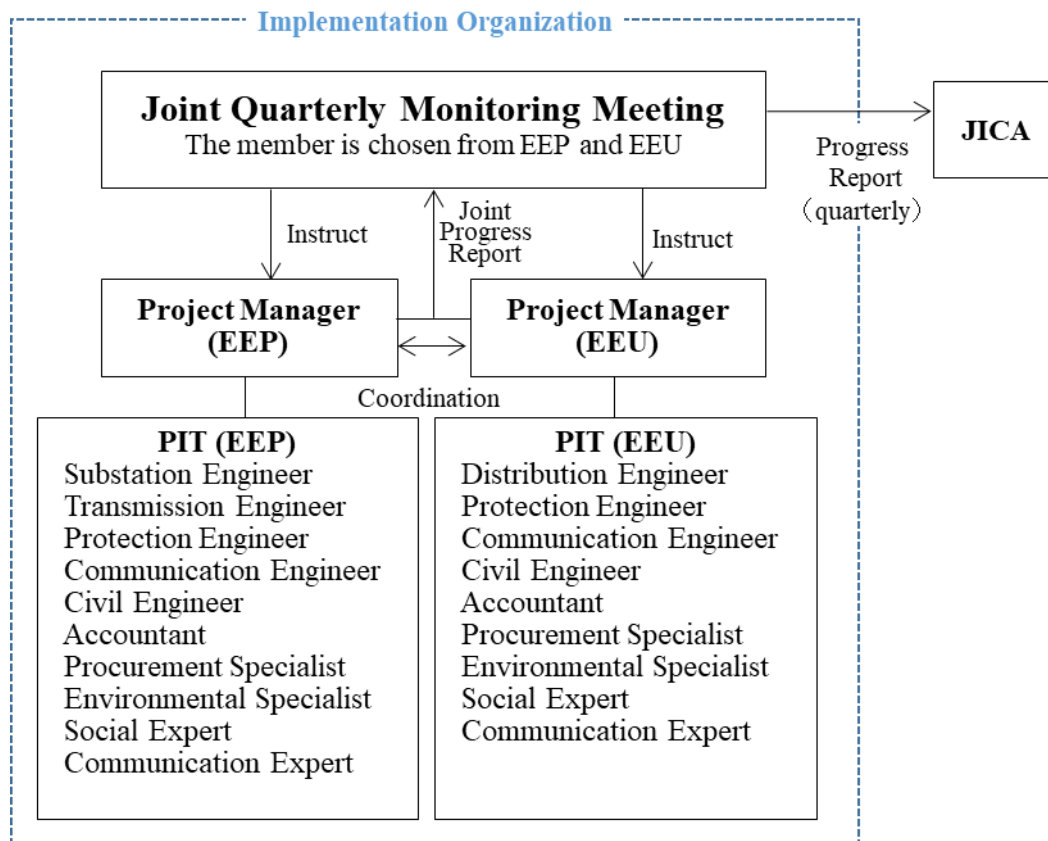 Implementation Organization
Joint Quarterly Monitoring Meeting
The member is chosen from EEP and EEU
JICA
Progress
Report
（quarterly）
Instruct
Joint
Progress
Report
Instruct
Project Manager
(EEP)
Project Manager
(EEU)
Coordination
PIT (EEP)
Substation Engineer
Transmission Engineer
Protection Engineer
Communication Engineer
Civil Engineer
Accountant
Procurement Specialist
Environmental Specialist
Social Expert
Communication Expert
PIT (EEU)
Distribution Engineer
Protection Engineer
Communication Engineer
Civil Engineer
Accountant
Procurement Specialist
Environmental Specialist
Social Expert
Communication Expert